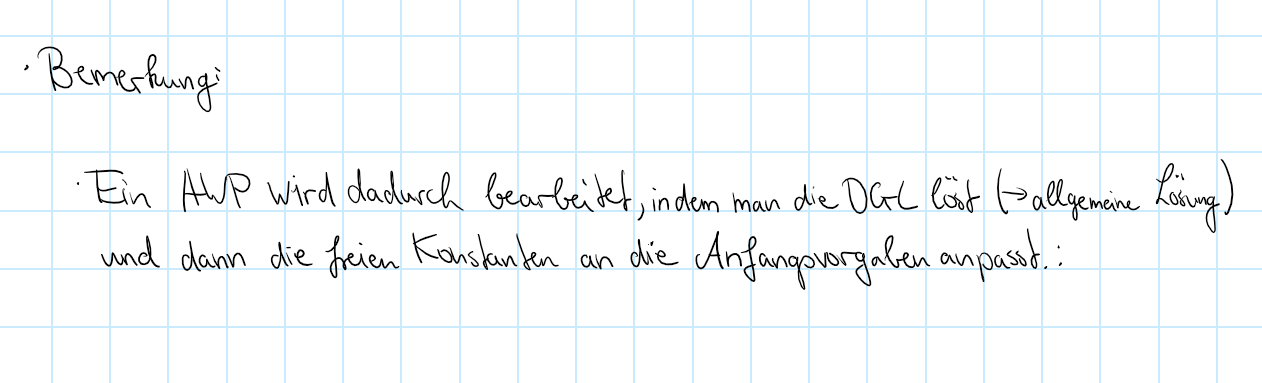 · Bemerkung:
· Ein AWP wird dadurch bearbeitet, indem man die DGL löst (→ allgemeine Lösung)
und dann die freien Konstanten an die Anfangsvorgaben anpasst. :